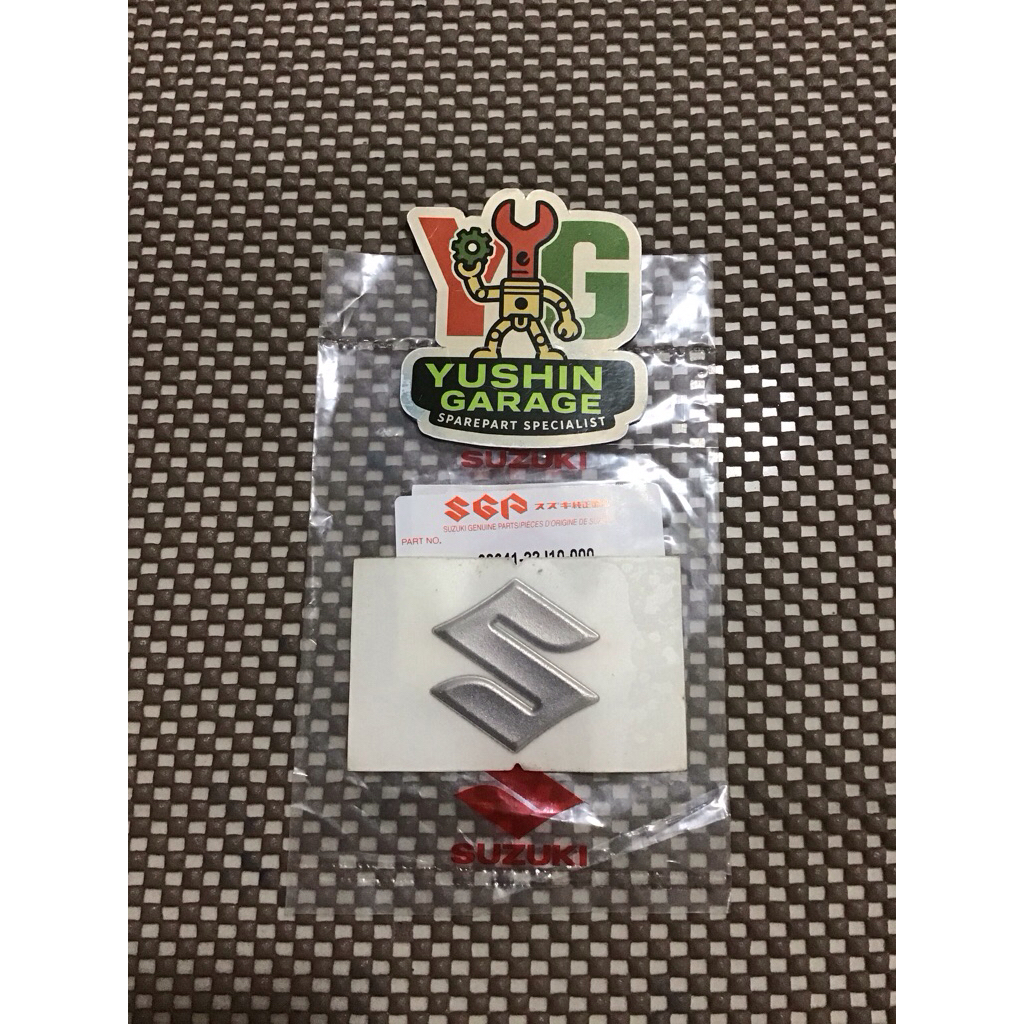 YG
YUSHIN
GARAGE
SPAREPART SPECIALIST
SUZUKI
SGP スズキ純正部
SUZUKI GENUINE PARTS/PIÈCES D'ORIGINE DE
PART NO.
SUZUKI